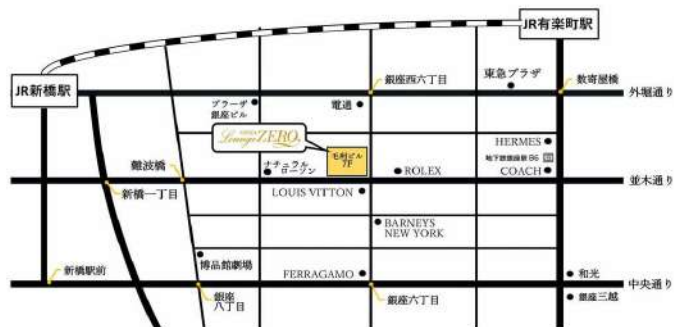 JR有楽町駅
JR新橋駅
銀座西六丁目
東急プラザ
数寄屋橋
外堀通り
プラーザ
銀座ビル
電通
Lounge ZERO
毛利ビル
7F
HERMES
地下鉄銀座駅 B6
COACH
難波橋
ナチュラル
ローソン
ROLEX
並木通り
新橋一丁目
LOUIS VITTON
BARNEYS
NEW YORK
博品館劇場
新橋駅前
FERRAGAMO
和光
中央通り
銀座
八丁目
銀座六丁目
銀座三越